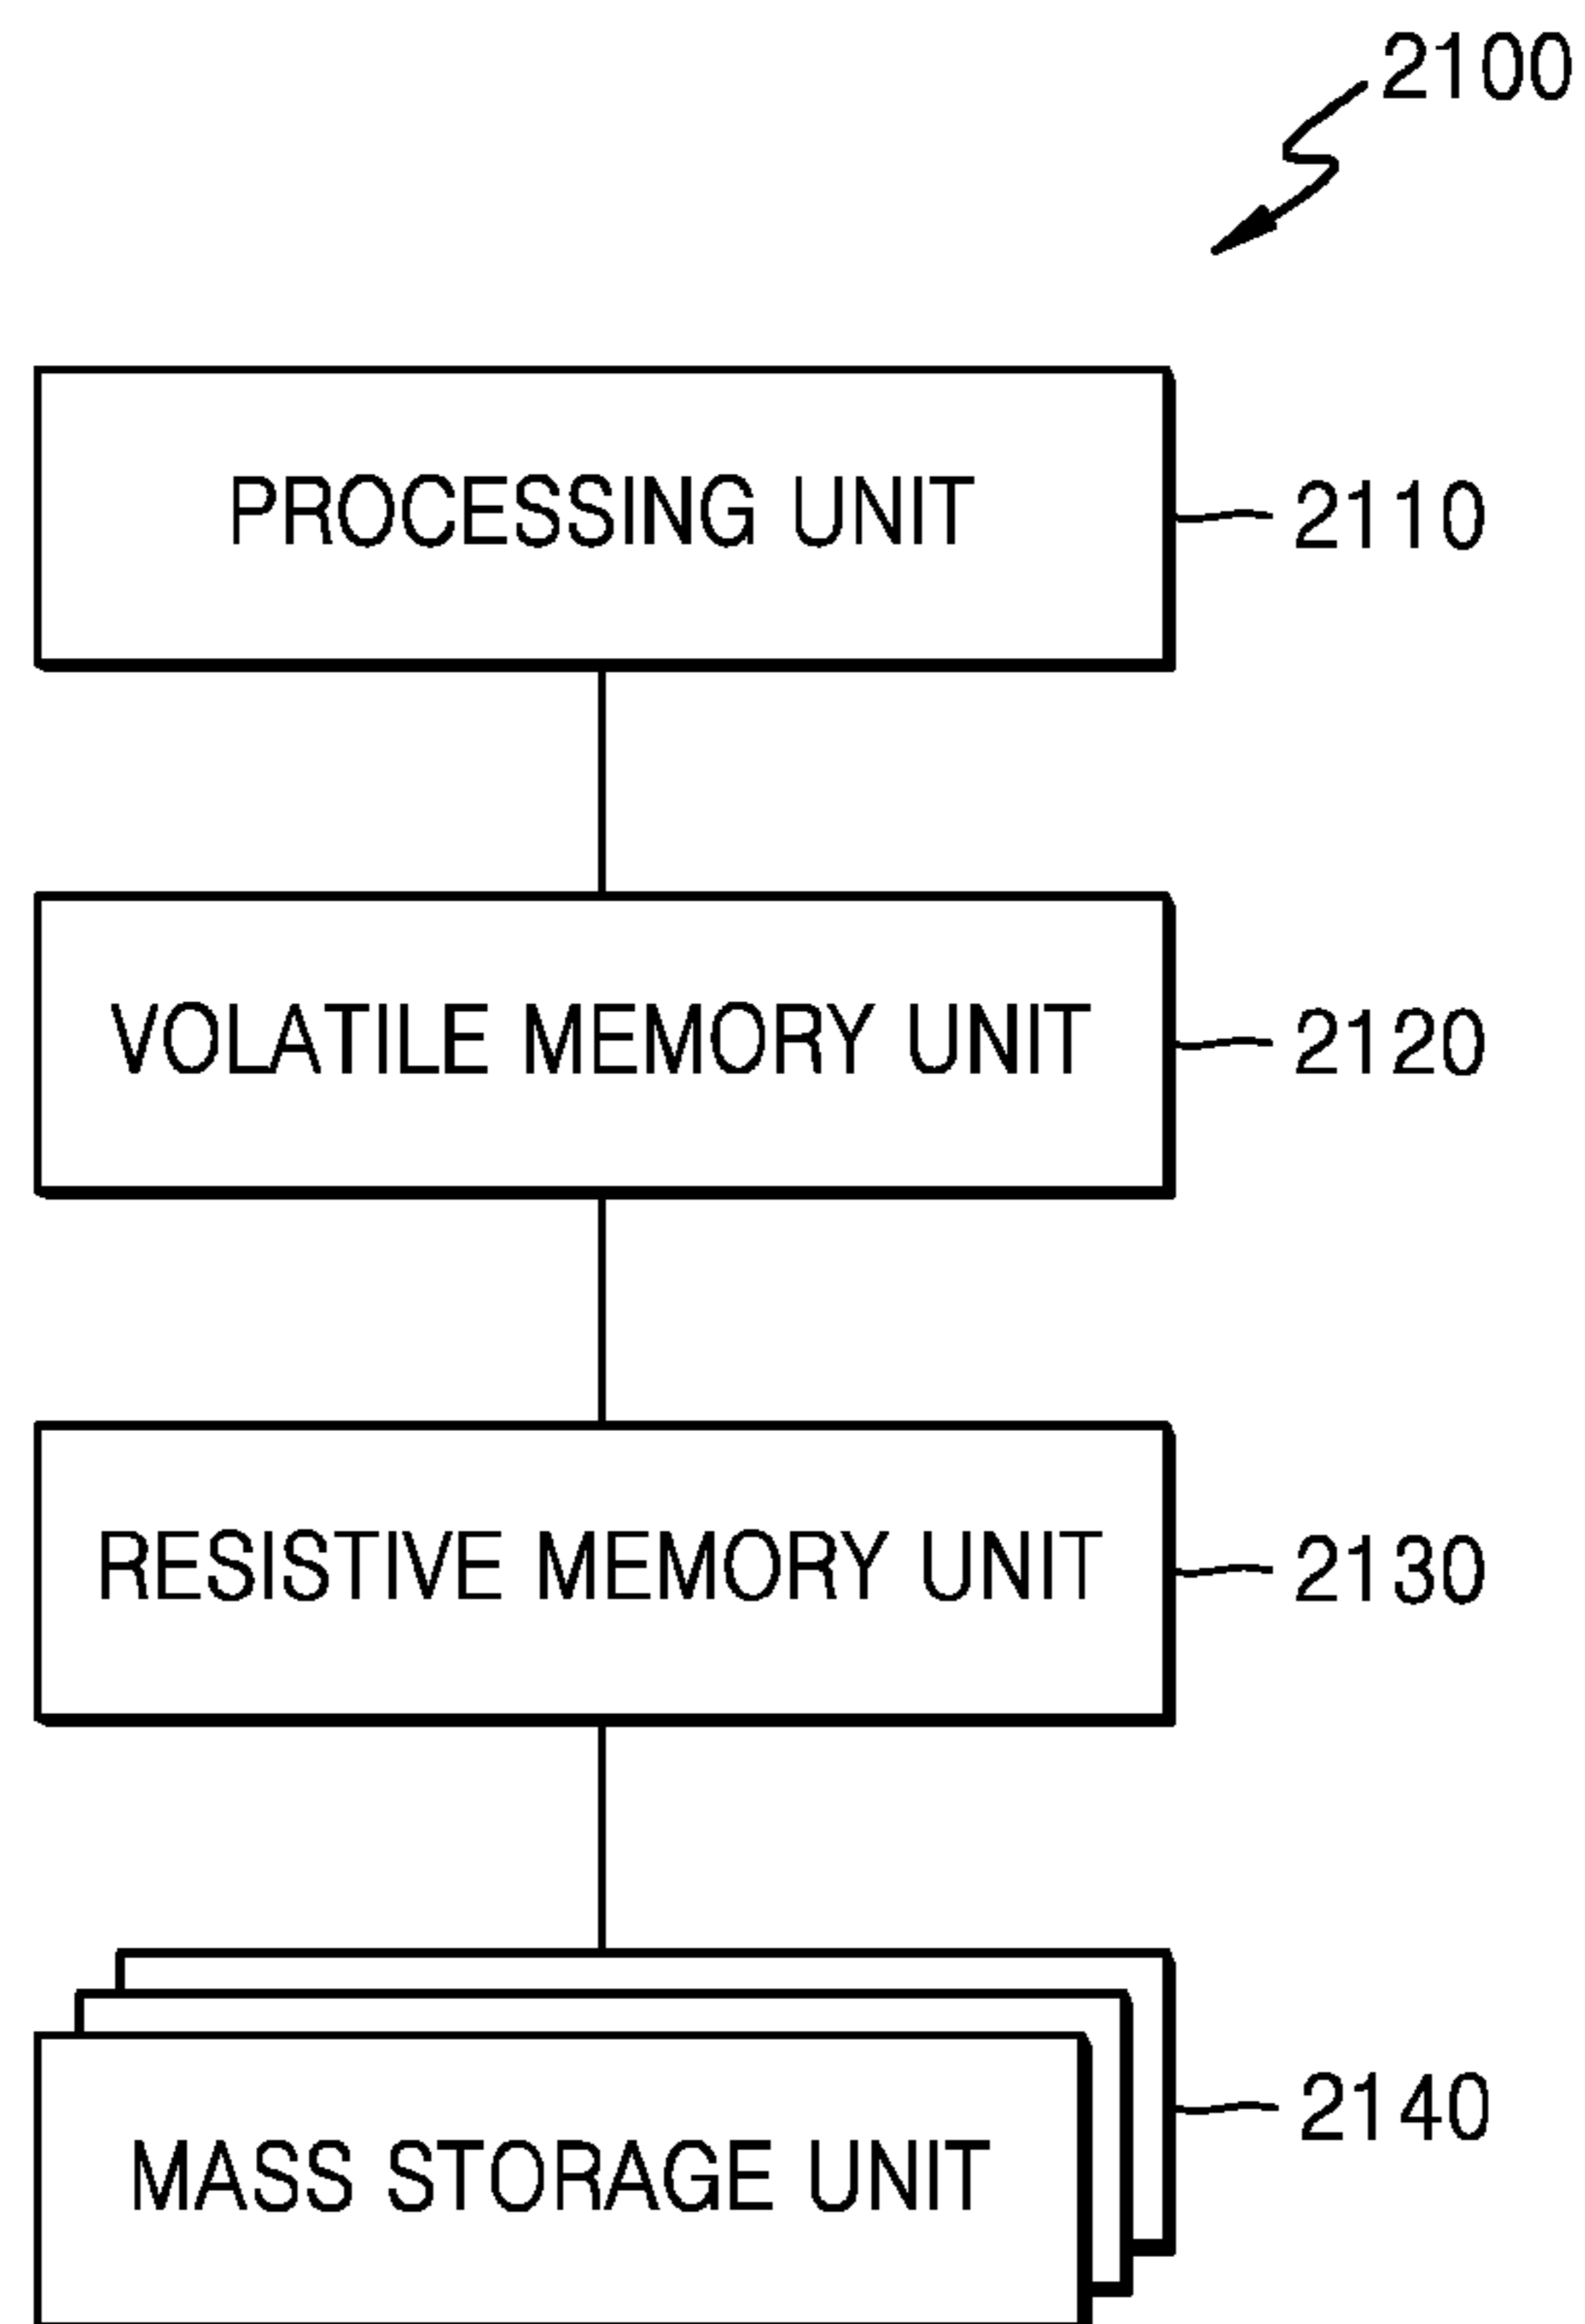 2100
PROCESSING UNIT
2110
VOLATILE MEMORY UNIT
2120
RESISTIVE MEMORY UNIT
2130
MASS STORAGE UNIT
2140